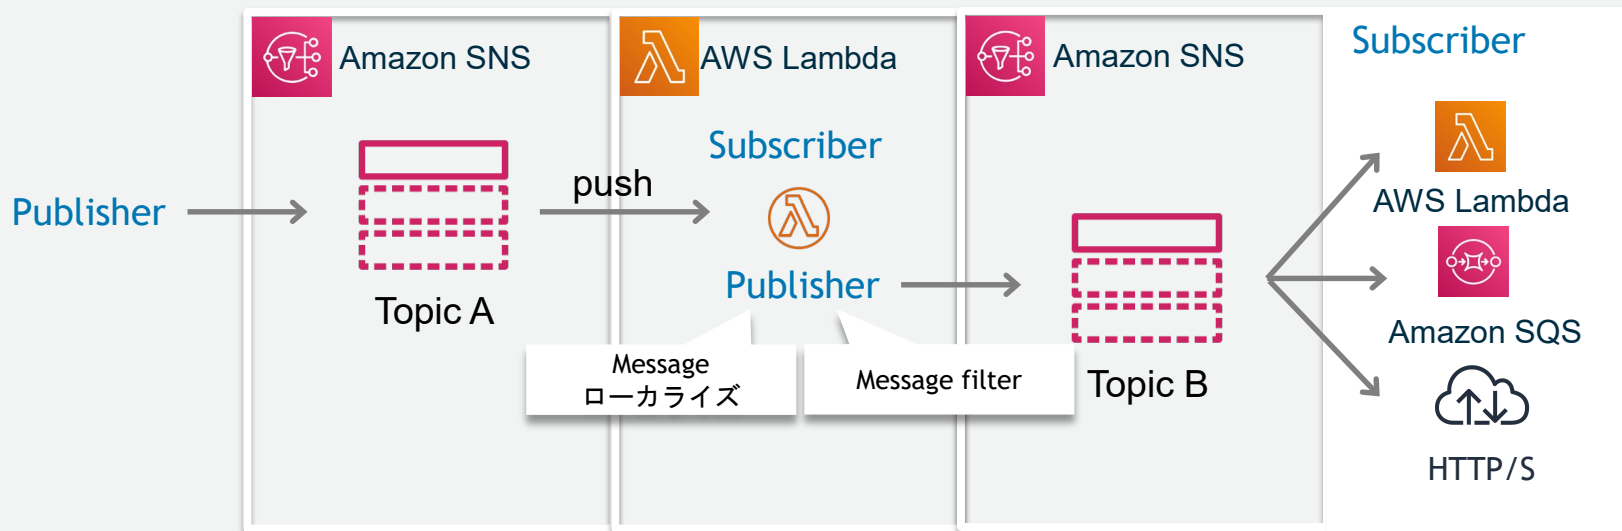 Publisher
Amazon SNS
Topic A
push
AWS Lambda
Subscriber
Publisher
Message
ローカライズ
Message filter
Amazon SNS
Topic B
Subscriber
AWS Lambda
Amazon SQS
HTTP/S